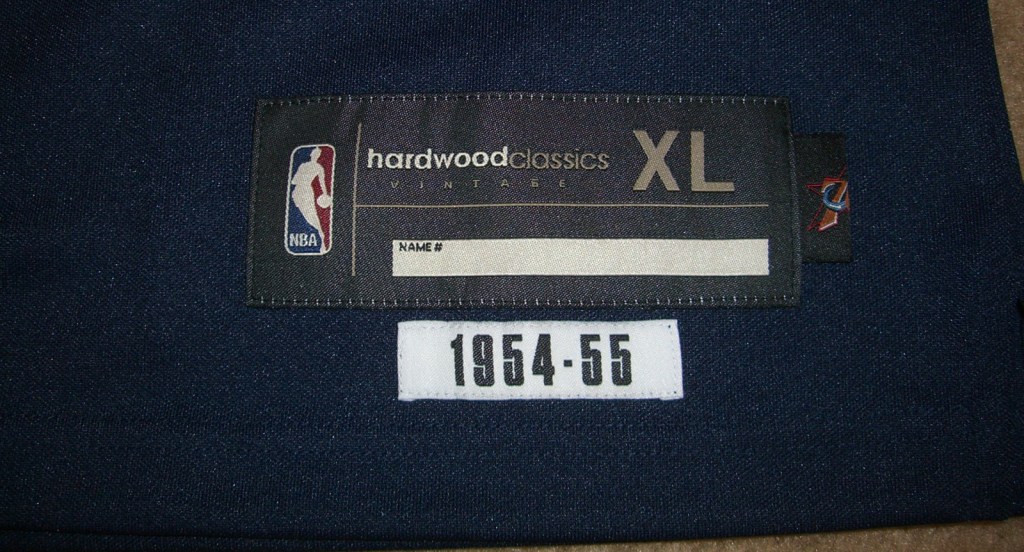 hardwoodclassics XL
VINTAGE
NBA
NAME #
1954-55